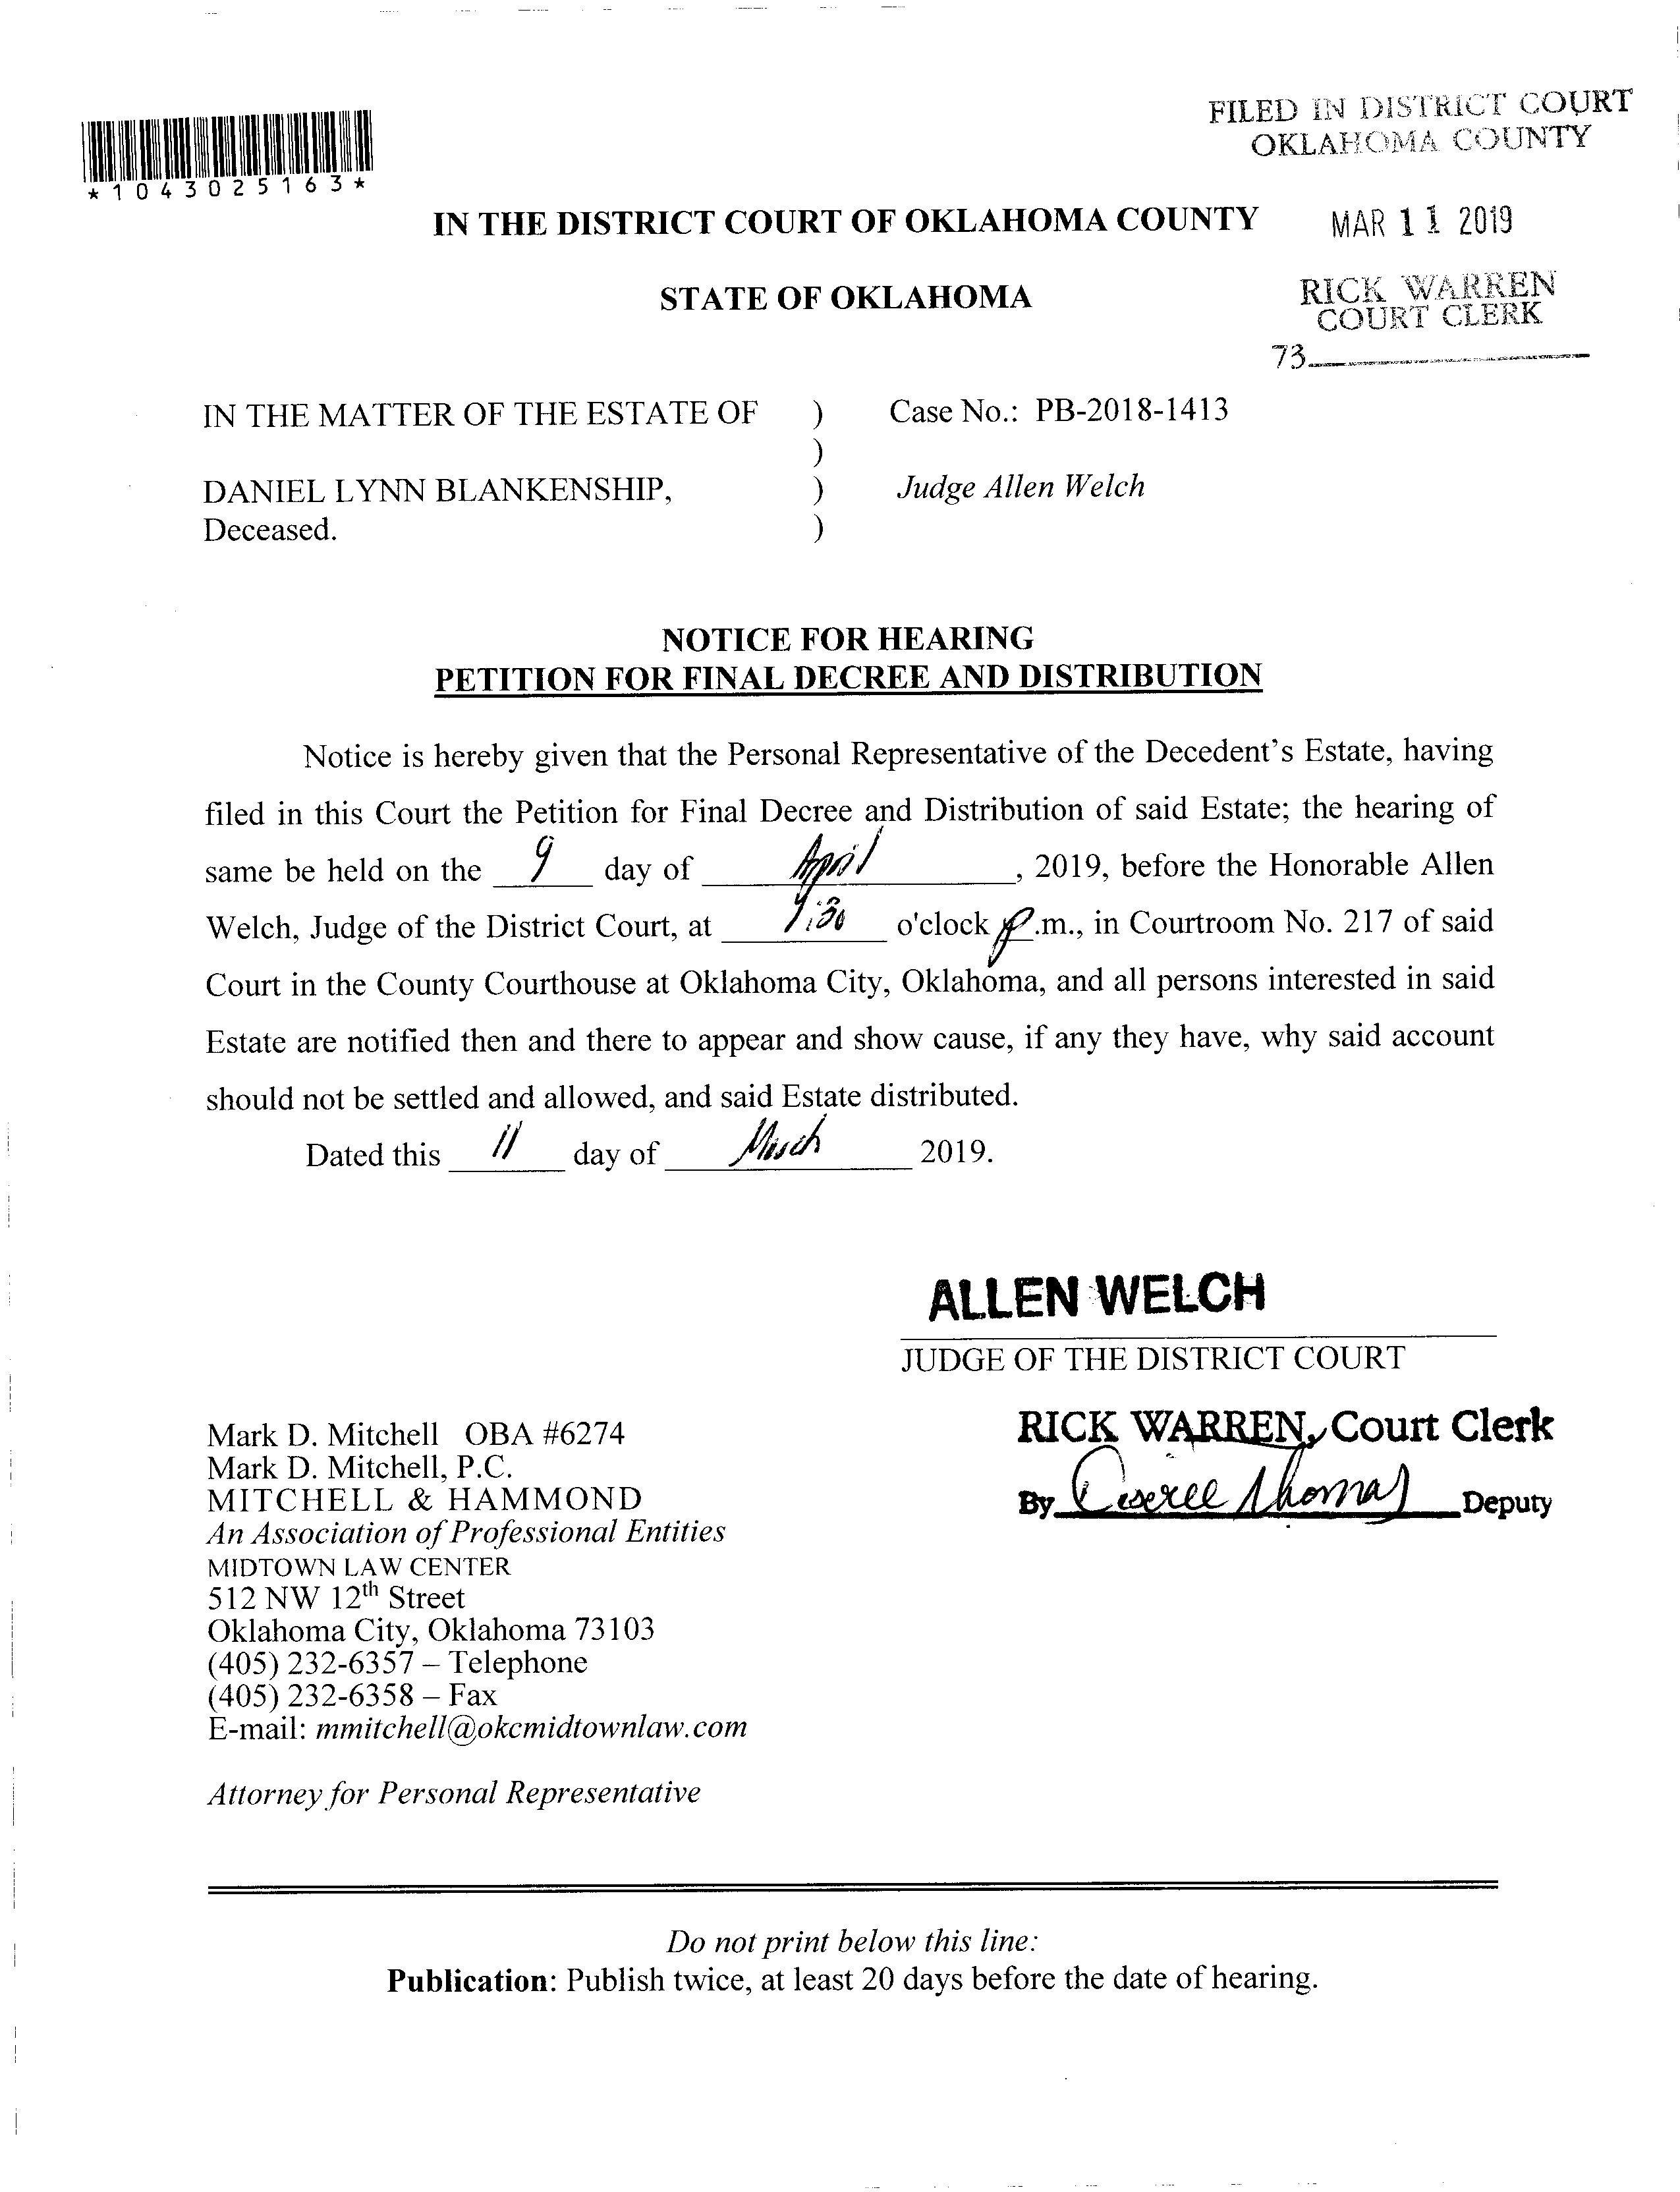 FILED IN DISTRICT COURT
OKLAHOMA COUNTY
*1043025163*
IN THE DISTRICT COURT OF OKLAHOMA COUNTY
MAR 11 2019
STATE OF OKLAHOMA
RICK WARREN
COURT CLERK
73
IN THE MATTER OF THE ESTATE OF ) Case No.: PB-2018-1413
)
DANIEL LYNN BLANKENSHIP, ) Judge Allen Welch
Deceased. )
NOTICE FOR HEARING
PETITION FOR FINAL DECREE AND DISTRIBUTION
Notice is hereby given that the Personal Representative of the Decedent's Estate, having
filed in this Court the Petition for Final Decree and Distribution of said Estate; the hearing of
same be held on the 9 day of April, 2019, before the Honorable Allen
Welch, Judge of the District Court, at o'clock p.m., in Courtroom No. 217 of said
Court in the County Courthouse at Oklahoma City, Oklahoma, and all persons interested in said
Estate are notified then and there to appear and show cause, if any they have, why said account
should not be settled and allowed, and said Estate distributed.
Dated this 11 day of March 2019.
ALLEN WELCH
JUDGE OF THE DISTRICT COURT
RICK WARREN, Court Clerk
By Thomas Deputy
Mark D. Mitchell OBA #6274
Mark D. Mitchell, P.C.
MITCHELL & HAMMOND
An Association of Professional Entities
MIDTOWN LAW CENTER
512 NW 12th Street
Oklahoma City, Oklahoma 73103
(405) 232-6357 – Telephone
(405) 232-6358 – Fax
E-mail: mmitchell@okcmidtownlaw.com
Attorney for Personal Representative
Do not print below this line:
Publication: Publish twice, at least 20 days before the date of hearing.